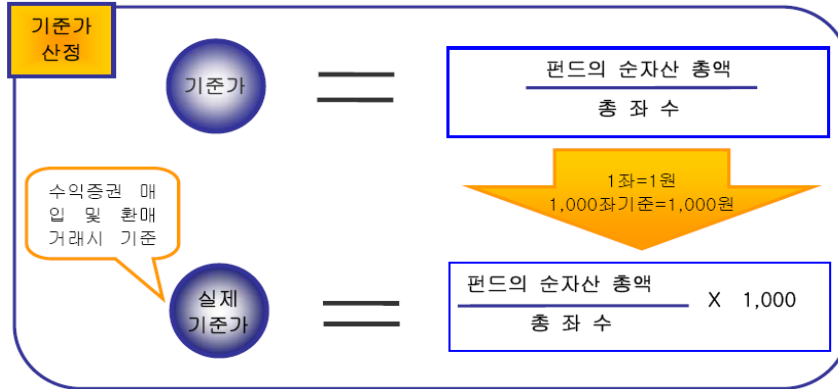 기준가
산정
기준가
펀드의 순자산 총액
총 좌 수
1좌=1원
1,000좌기준=1,000원
수익증권 매
입 및 환매
거래시 기준
실제
기준가
펀드의 순자산 총액
총 좌 수
X 1,000